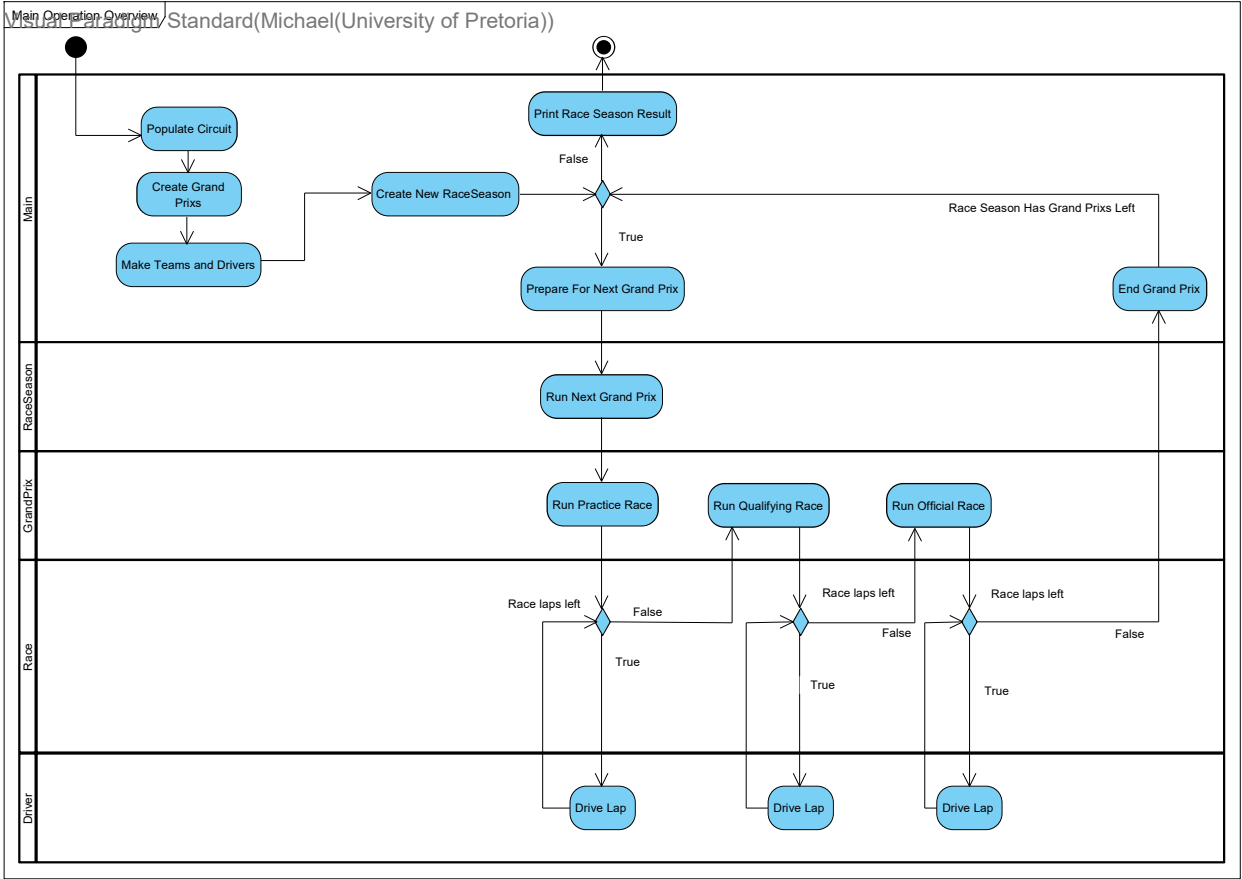 Main Operation Overview
Visual Paradigm Standard(Michael(University of Pretoria))
Main
Populate Circuit
Create Grand
Prixs
Make Teams and Drivers
Create New RaceSeason
Print Race Season Result
False
True
Race Season Has Grand Prixs Left
Prepare For Next Grand Prix
End Grand Prix
RaceSeason
Run Next Grand Prix
GrandPrix
Run Practice Race
Run Qualifying Race
Run Official Race
Race
Race laps left
False
True
Race laps left
False
True
Race laps left
False
True
Driver
Drive Lap
Drive Lap
Drive Lap